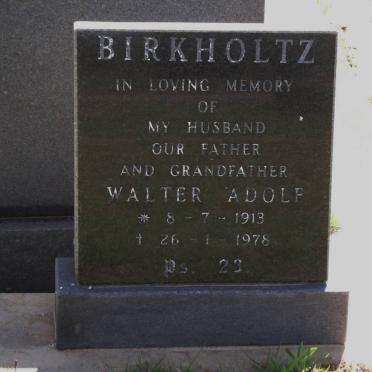 BIRKHOLTZ
IN LOVING MEMORY
OF
MY HUSBAND
OUR FATHER
AND GRANDFATHER
WALTER ADOLF
* 8-7-1913
† 26-1-1978
Ps. 23.